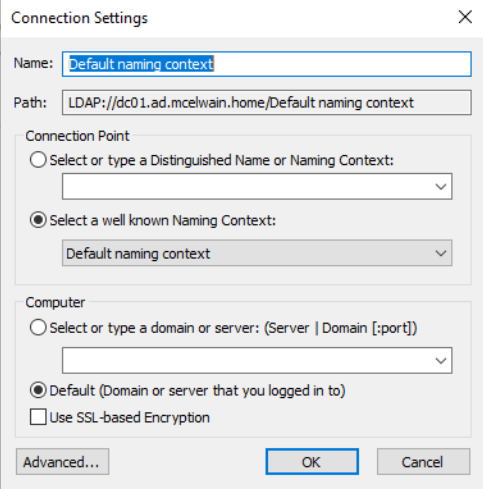 Connection Settings
Name: Default naming context
Path: LDAP://dc01.ad.mcelwain.home/Default naming context
Connection Point
Select or type a Distinguished Name or Naming Context:
Select a well known Naming Context:
Default naming context
Computer
Select or type a domain or server: (Server | Domain [:port])
Default (Domain or server that you logged in to)
Use SSL-based Encryption
Advanced... OK Cancel